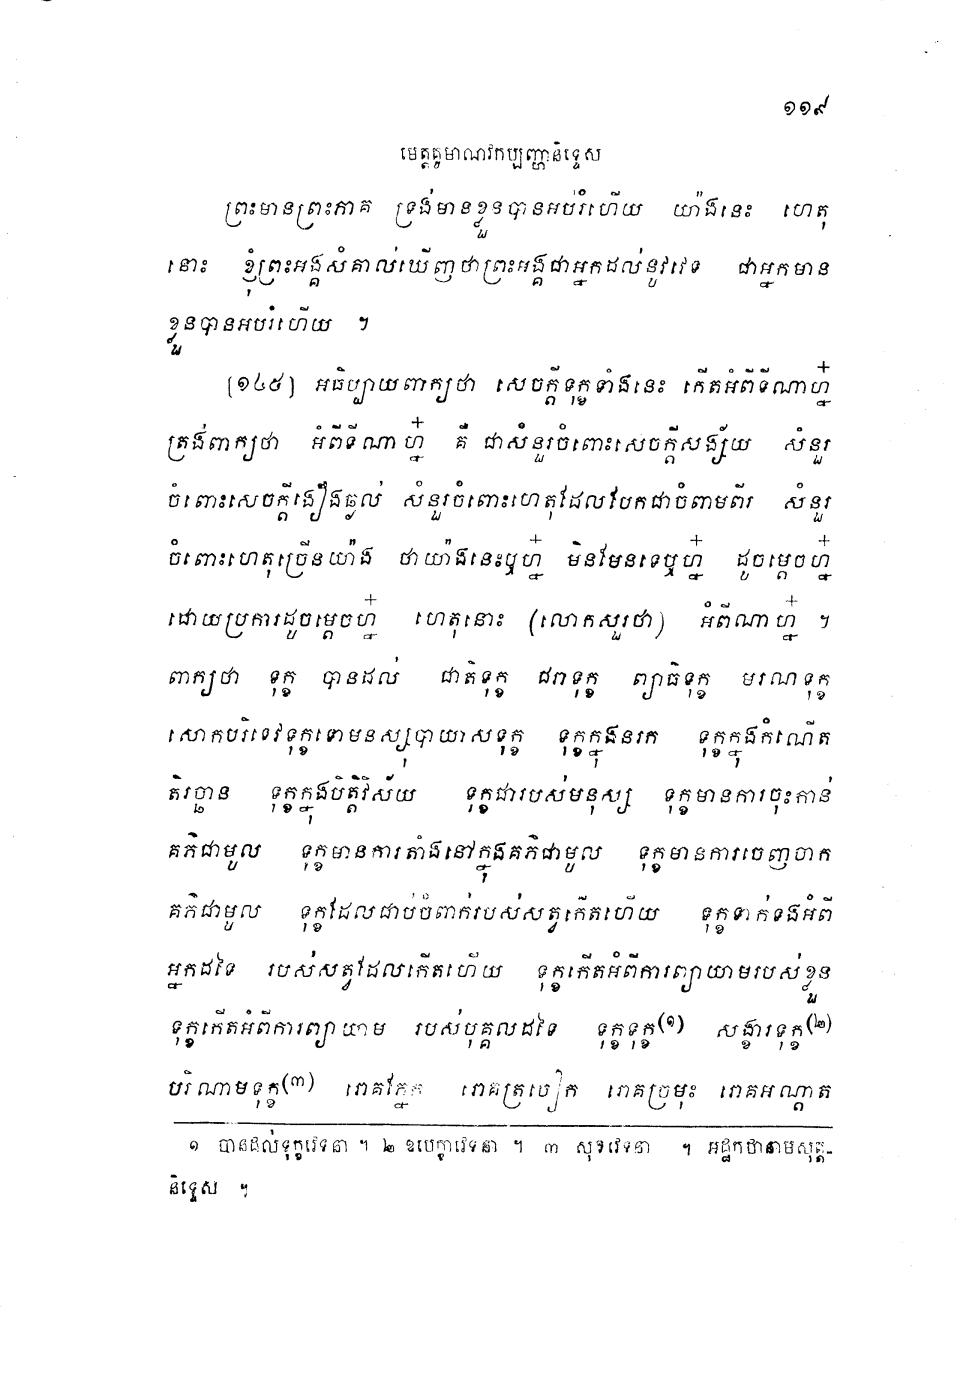 ១១៩
មេត្តគូមាណវកប្បញ្ហានិទ្ទេស
ព្រះមានព្រះភាគ ទ្រង់មានខ្លួនបានអប់រំហើយ យ៉ាងនេះ ហេតុ
នោះ ខ្ញុំព្រះអង្គសំគាល់ឃើញថាព្រះអង្គជាអ្នកដល់នូវវេទ ជាអ្នកមាន
ខ្លួនបានអប់រំហើយ ។
[១៤៥] អធិប្បាយពាក្យថា សេចក្តីទុក្ខទាំងនេះ កើតអំពីទីណាហ្ន៎
ត្រង់ពាក្យថា អំពីទីណាហ្ន៎ គឺ ជាសំនួរចំពោះសេចក្តីសង្ស័យ សំនួរ
ចំពោះសេចក្តីងឿងឆ្ងល់ សំនួរចំពោះហេតុដែលបែកជាចំពាមពីរ សំនួរ
ចំពោះហេតុច្រើនយ៉ាង ថាយ៉ាងនេះឬហ្ន៎ មិនមែនទេឬហ្ន៎ ដូចម្តេចហ្ន៎
ដោយប្រការដូចម្តេចហ្ន៎ ហេតុនោះ (លោកសួរថា) អំពីណាហ្ន៎ ។
ពាក្យថា ទុក្ខ បានដល់ ជាតិទុក្ខ ជរាទុក្ខ ព្យាធិទុក្ខ មរណទុក្ខ
សោកបរិទេវទុក្ខទោមនស្សុបាយាសទុក្ខ ទុក្ខក្នុងនរក ទុក្ខក្នុងកំណើត
តិរច្ឆាន ទុក្ខក្នុងបិត្តិវិស័យ ទុក្ខជារបស់មនុស្ស ទុក្ខមានការចុះកាន់
គភ៌ជាមូល ទុក្ខមានការតាំងនៅក្នុងគភ៌ជាមូល ទុក្ខមានការចេញចាក
គភ៌ជាមូល ទុក្ខដែលជាប់ចំពាក់របស់សត្វកើតហើយ ទុក្ខទាក់ទងអំពី
អ្នកដទៃ របស់សត្វដែលកើតហើយ ទុក្ខកើតអំពីការព្យាយាមរបស់ខ្លួន
ទុក្ខកើតអំពីការព្យាយាម របស់បុគ្គលដទៃ ទុក្ខទុក្ខ(១) សង្ខារទុក្ខ(២)
បរិណាមទុក្ខ(៣) រោគភ្នែក រោគត្រចៀក រោគច្រមុះ រោគអណ្តាត
១ បានដល់ទុក្ខវេទនា ។ ២ ឧបេក្ខាវេទនា ។ ៣ សុខវេទនា ។ អដ្ឋកថាកាមសុត្ត-
និទ្ទេស ។